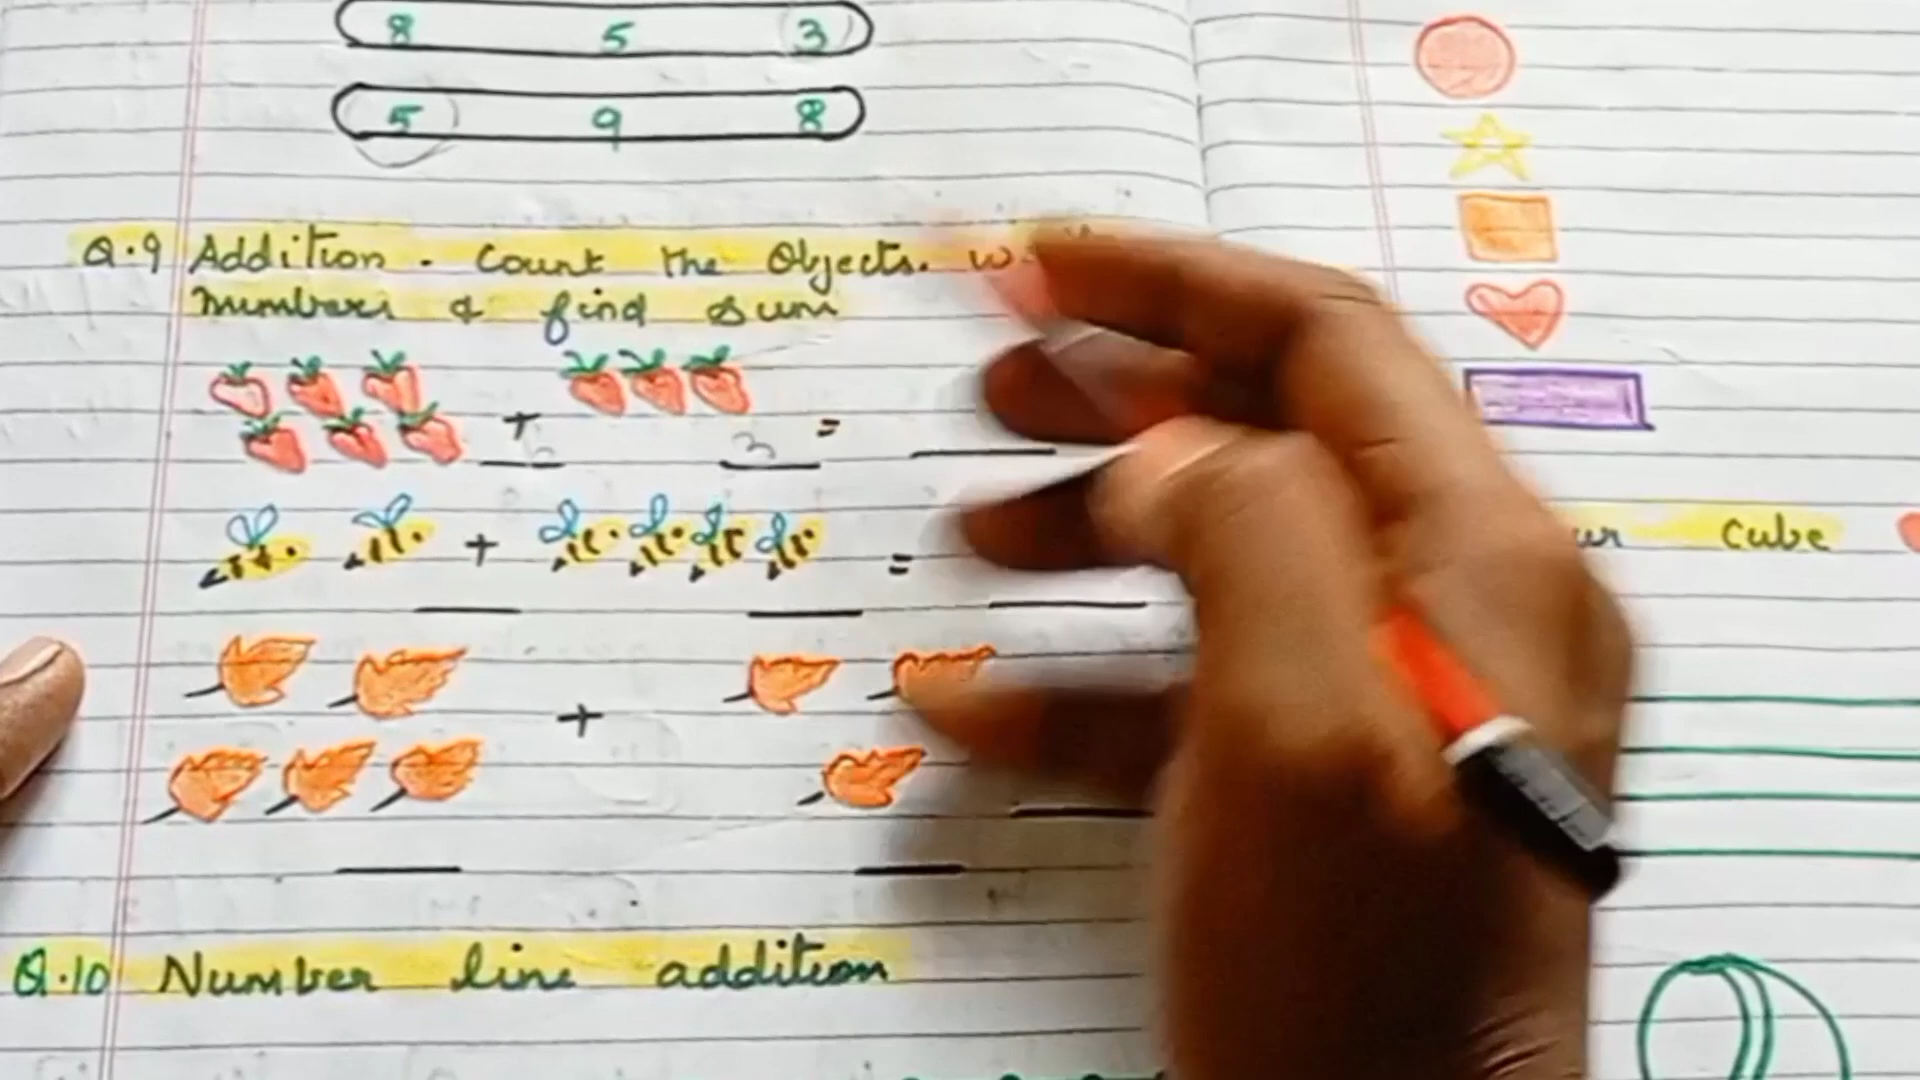 8 5 3
5 9 8
Q.9 Addition. Count the Objects.
Numbers & find sum
+ 6 3 =
+ =
+
Q.10 Number line addition
cube